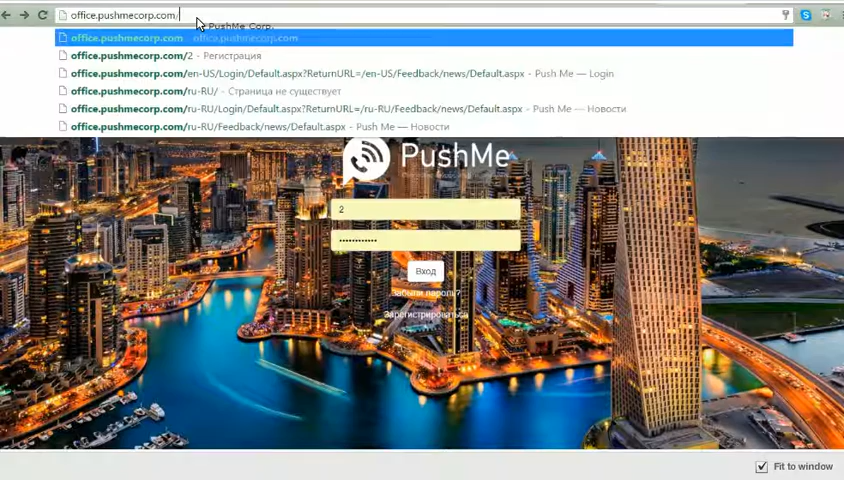 office.pushmecorp.com/
PushMe Corp.
office.pushmecorp.com - office.pushmecorp.com
office.pushmecorp.com/2 - Регистрация
office.pushmecorp.com/en-US/Login/Default.aspx?ReturnURL=/en-US/Feedback/news/Default.aspx - Push Me — Login
office.pushmecorp.com/ru-RU/ - Страница не существует
office.pushmecorp.com/ru-RU/Login/Default.aspx?ReturnURL=/ru-RU/Feedback/news/Default.aspx - Push Me — Новости
office.pushmecorp.com/ru-RU/Feedback/news/Default.aspx - Push Me — Новости
PushMe
2
••••••••••••
Вход
Забыли пароль?
Зарегистрироваться
Fit to window